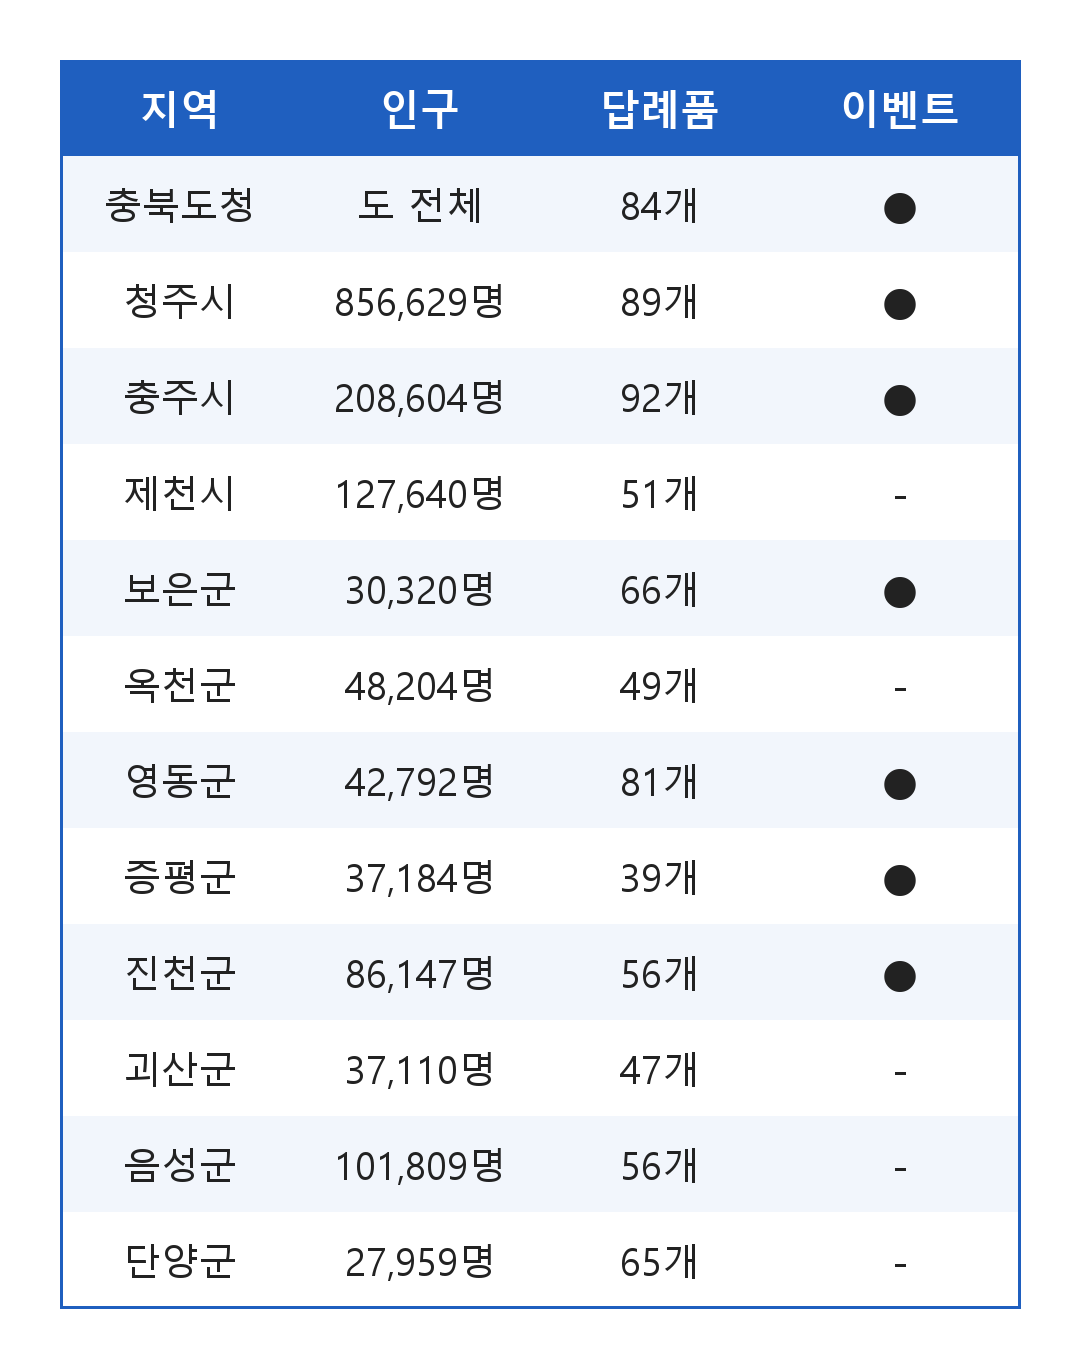 지역 인구 답례품 이벤트
충북도청 도 전체 84개 ●
청주시 856,629명 89개 ●
충주시 208,604명 92개 ●
제천시 127,640명 51개 -
보은군 30,320명 66개 ●
옥천군 48,204명 49개 -
영동군 42,792명 81개 ●
증평군 37,184명 39개 ●
진천군 86,147명 56개 ●
괴산군 37,110명 47개 -
음성군 101,809명 56개 -
단양군 27,959명 65개 -